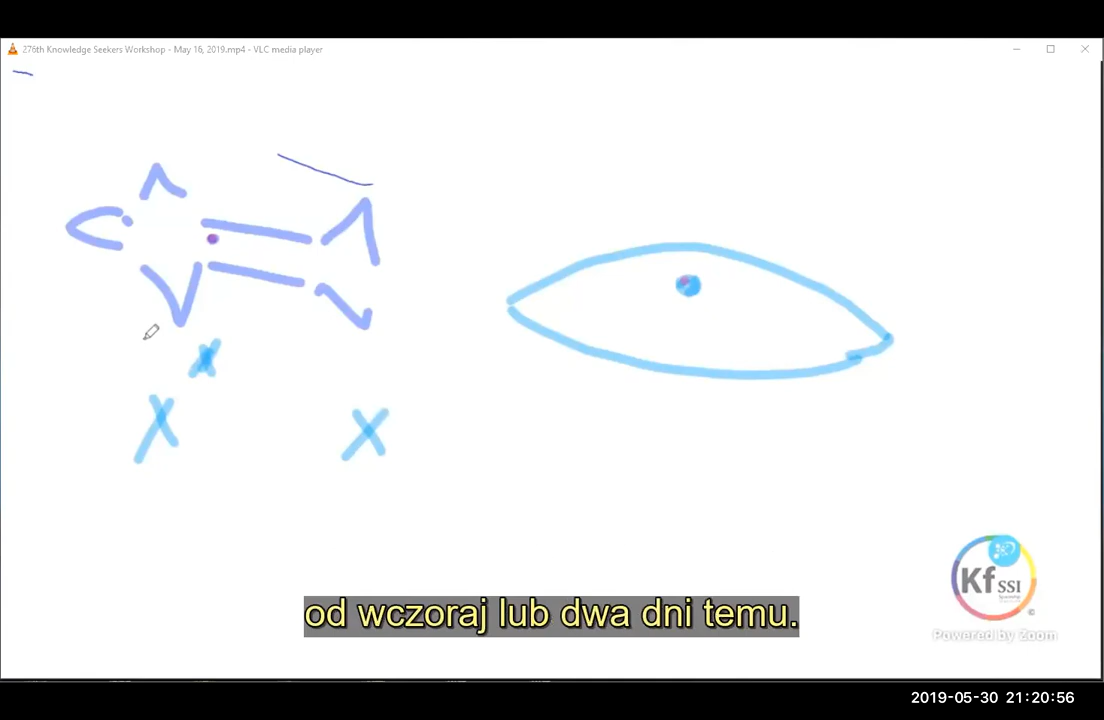 276th Knowledge Seekers Workshop - May 16, 2019.mp4 - VLC media player
X
X X
Kf SSI
©
Powered by Zoom
od wczoraj lub dwa dni temu.
2019-05-30 21:20:56